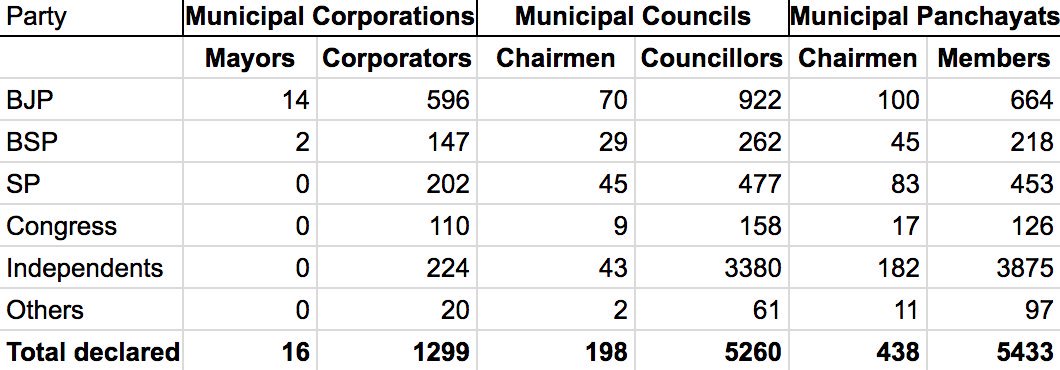 Party Municipal Corporations Municipal Councils Municipal Panchayats
Mayors Corporators Chairmen Councillors Chairmen Members
BJP 14 596 70 922 100 664
BSP 2 147 29 262 45 218
SP 0 202 45 477 83 453
Congress 0 110 9 158 17 126
Independents 0 224 43 3380 182 3875
Others 0 20 2 61 11 97
Total declared 16 1299 198 5260 438 5433